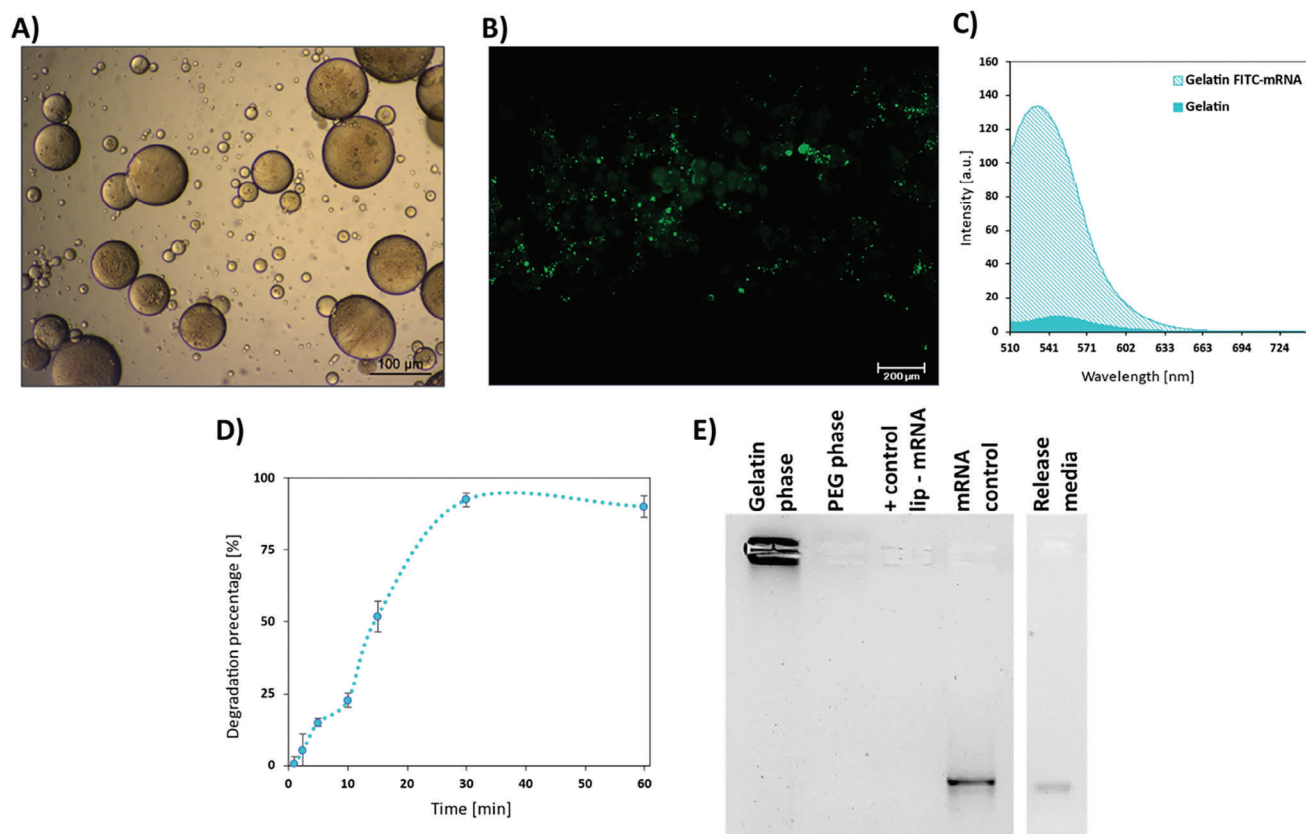 A)
100 µm
B)
200 µm
C)
160
140
120
100
80
60
40
20
0
Intensity [a.u.]
Gelatin FITC-mRNA
Gelatin
510 541 571 602 633 663 694 724
Wavelength [nm]
D)
100
75
50
25
0
Degradation precentage [%]
0 10 20 30 40 50 60
Time [min]
E)
Gelatin
phase
PEG phase
+ control
lip - mRNA
mRNA
control
Release
media